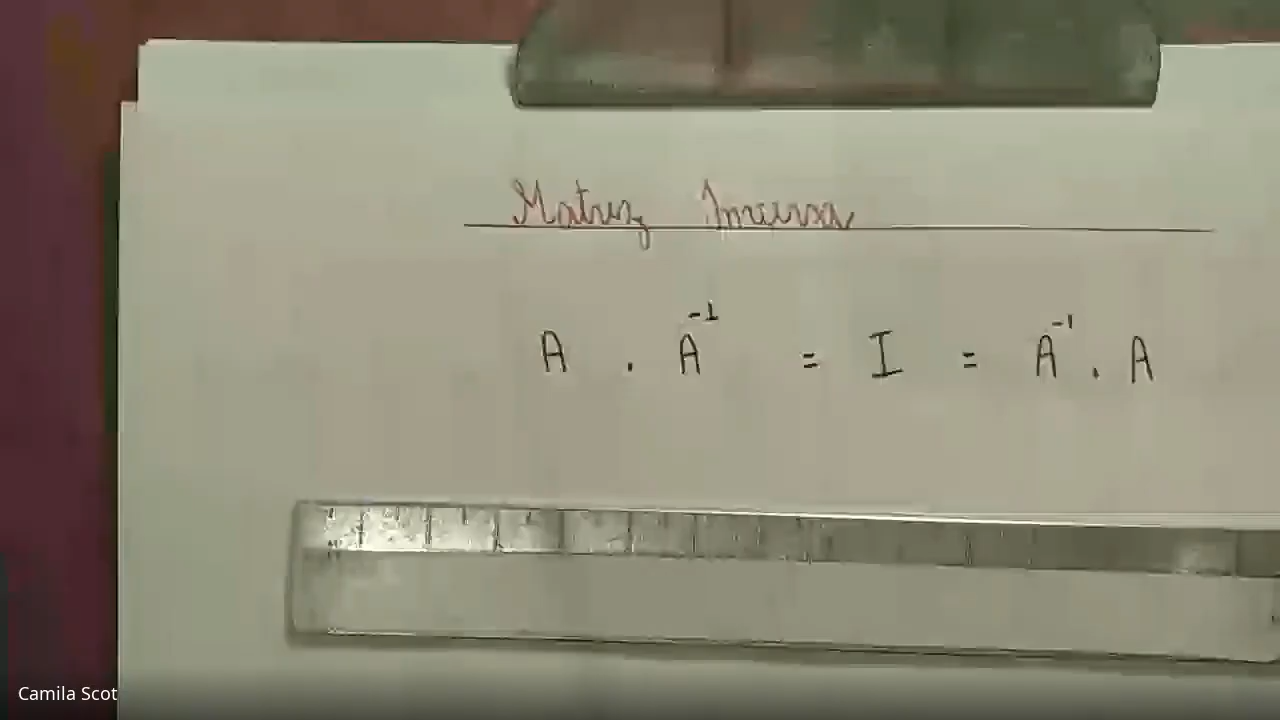 Matriz Inversa
A . A⁻¹ = I = A⁻¹ . A
Camila Scot